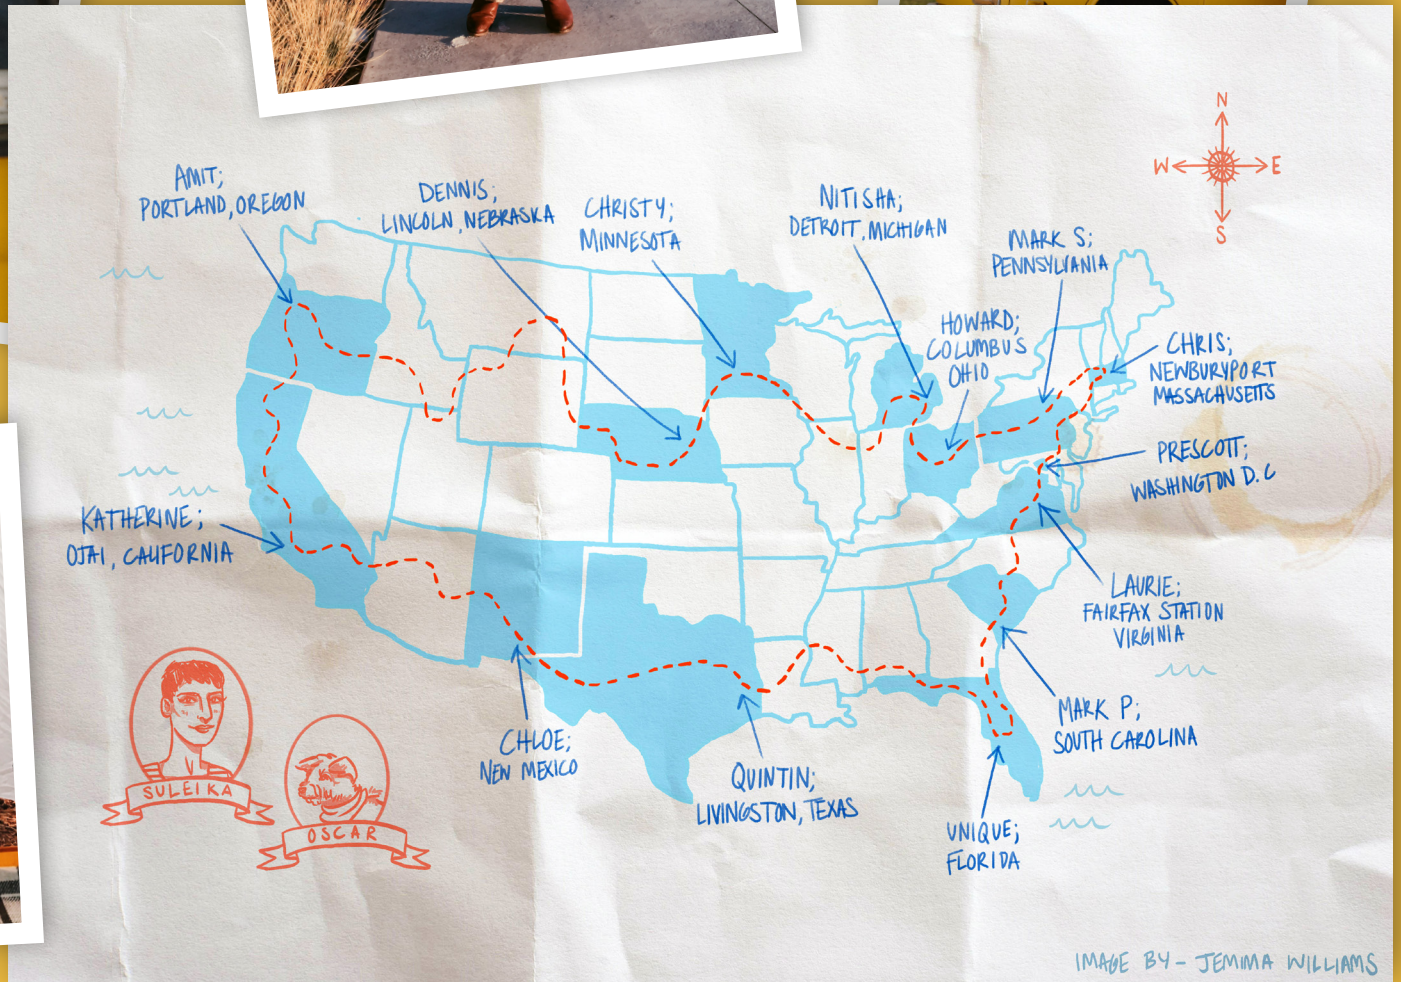 N
W
E
S
AMIT;
PORTLAND, OREGON
DENNIS;
LINCOLN, NEBRASKA
CHRISTY;
MINNESOTA
NITISHA;
DETROIT, MICHIGAN
MARK S;
PENNSYLVANIA
HOWARD;
COLUMBUS
OHIO
CHRIS;
NEWBURYPORT
MASSACHUSETTS
PRESCOTT;
WASHINGTON D.C
KATHERINE;
OJAI, CALIFORNIA
LAURIE;
FAIRFAX STATION
VIRGINIA
MARK P;
SOUTH CAROLINA
CHLOE;
NEW MEXICO
QUINTIN;
LIVINGSTON, TEXAS
UNIQUE;
FLORIDA
SULEIKA
OSCAR
IMAGE BY - JEMIMA WILLIAMS